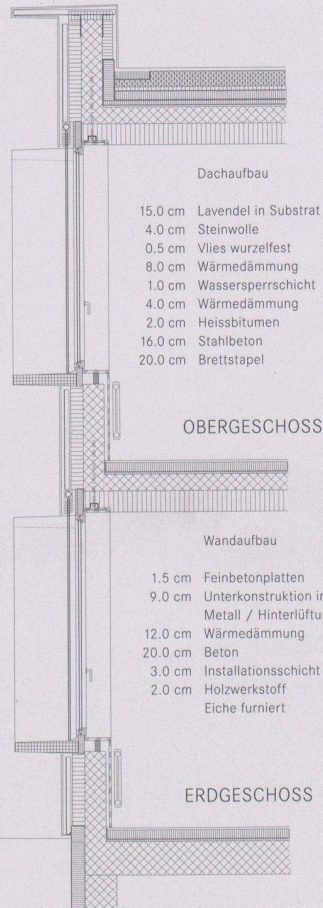 Dachaufbau
15.0 cm Lavendel in Substrat
4.0 cm Steinwolle
0.5 cm Vlies wurzelfest
8.0 cm Wärmedämmung
1.0 cm Wassersperrschicht
4.0 cm Wärmedämmung
2.0 cm Heissbitumen
16.0 cm Stahlbeton
20.0 cm Brettstapel
OBERGESCHOSS
Wandaufbau
1.5 cm Feinbetonplatten
9.0 cm Unterkonstruktion
Metall /
12.0 cm Wärmedämmung
20.0 cm Beton
3.0 cm Installationsschicht
2.0 cm Holzwerkstoff
Eiche furniert
ERDGESCHOSS